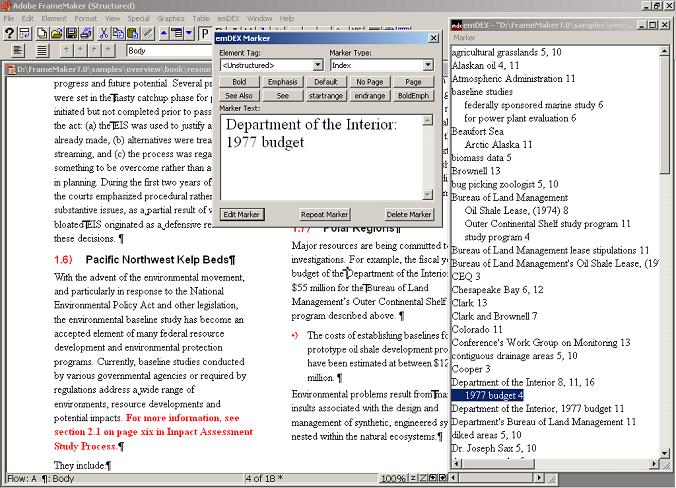 Adobe FrameMaker (Structured)
File Edit Element Format View Special Graphics Table emDEX Window Help
Body
D:\FrameMaker7.0\samples\overview\book\resour
progress and future potential. Several pr
were set in the hasty catchup phase for p
initiated but not completed prior to passa
the act: (a) the EIS was used to justify a
already made, (b) alternatives were trea
streaming, and (c) the process was rega
something to be overcome rather than a
in planning. During the first two years of
the courts emphasized procedural rathe
substantive issues, as a partial result of w
bloated EIS originated as a defensive re
these decisions. ¶
1.6) Pacific Northwest Kelp Beds¶
With the advent of the environmental movement,
and particularly in response to the National
Environmental Policy Act and other legislation,
the environmental study has become an
accepted element of many federal resource
development and environmental protection
programs. Currently, baseline studies conducted
by various governmental agencies or required by
regulations address a wide range of
environments, resource developments and
potential impacts. For more information, see
section 2.1 on page xix in Impact Assessment
Study Process.¶
They include:¶
1.7) Polar Regions¶
Major resources are being committed to
investigations. For example, the fiscal ye
budget of the Department of the Interio
$55 million for the Bureau of Land
Management's Outer Continental Shelf
program described above. ¶
•) The costs of establishing baselines fo
prototype oil shale development pro
have been estimated at between $12
million. ¶
Environmental problems result from ma
insults associated with the design and
management of synthetic, engineered sy
nested within the natural ecosystems.¶
Flow: A ¶: Body
4 of 18 *
100%
emDEX Marker
Element Tag: Marker Type:
<Unstructured> Index
Bold Emphasis Default No Page Page
See Also See startrange endrange BoldEmph
Marker Text:
Department of the Interior:
1977 budget
Edit Marker Repeat Marker Delete Marker
emDEX - "D:\FrameMaker7.0\samples\over...
Marker
agricultural grasslands 5, 10
Alaskan oil 4, 11
Atmospheric Administration 11
baseline studies
federally sponsored marine study 6
for power plant evaluation 6
Beaufort Sea
Arctic Alaska 11
biomass data 5
Brownell 13
bug picking zoologist 5, 10
Bureau of Land Management
Oil Shale Lease, (1974) 8
Outer Continental Shelf study program 11
study program 4
Bureau of Land Management lease stipulations 11
Bureau of Land Management's Oil Shale Lease, (19
CEQ 3
Chesapeake Bay 6, 12
Clark 13
Clark and Brownell 7
Colorado 11
Conference's Work Group on Monitoring 13
contiguous drainage areas 5, 10
Cooper 3
Department of the Interior 8, 11, 16
1977 budget 4
Department of the Interior, 1977 budget 11
Department's Bureau of Land Management 11
diked areas 5, 10
Dr. Joseph Sax 5, 10